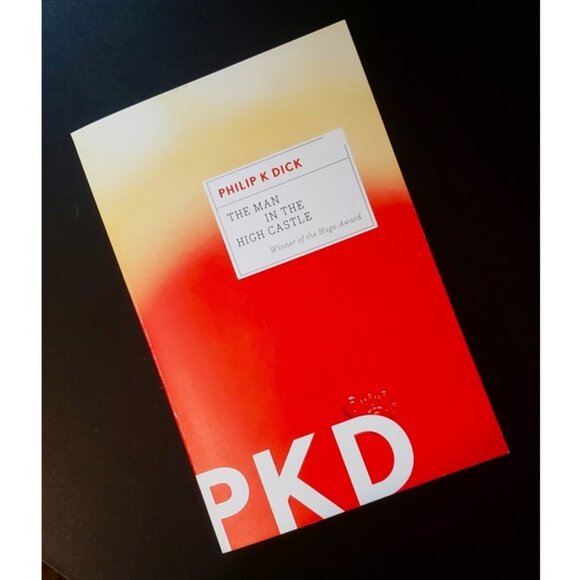 PHILIP K DICK
THE MAN
IN THE
HIGH CASTLE
Winner of the Hugo Award
PKD